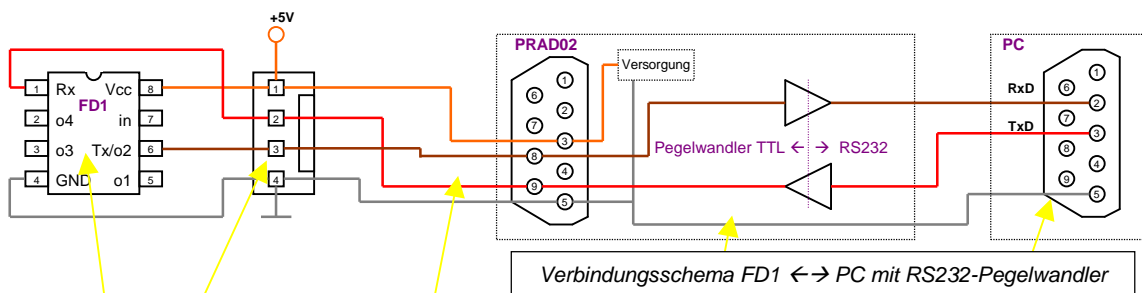 +5V
PRAD02
PC
Versorgung
1 Rx Vcc 8
FD1
2 o4 in 7
3 o3 Tx/o2 6
4 GND o1 5
1
2
3
4
1
6
2
7
3
8
4
9
5
Pegelwandler TTL ← → RS232
RxD
TxD
1
6
2
7
3
8
4
9
5
Verbindungsschema FD1 ←→ PC mit RS232-Pegelwandler